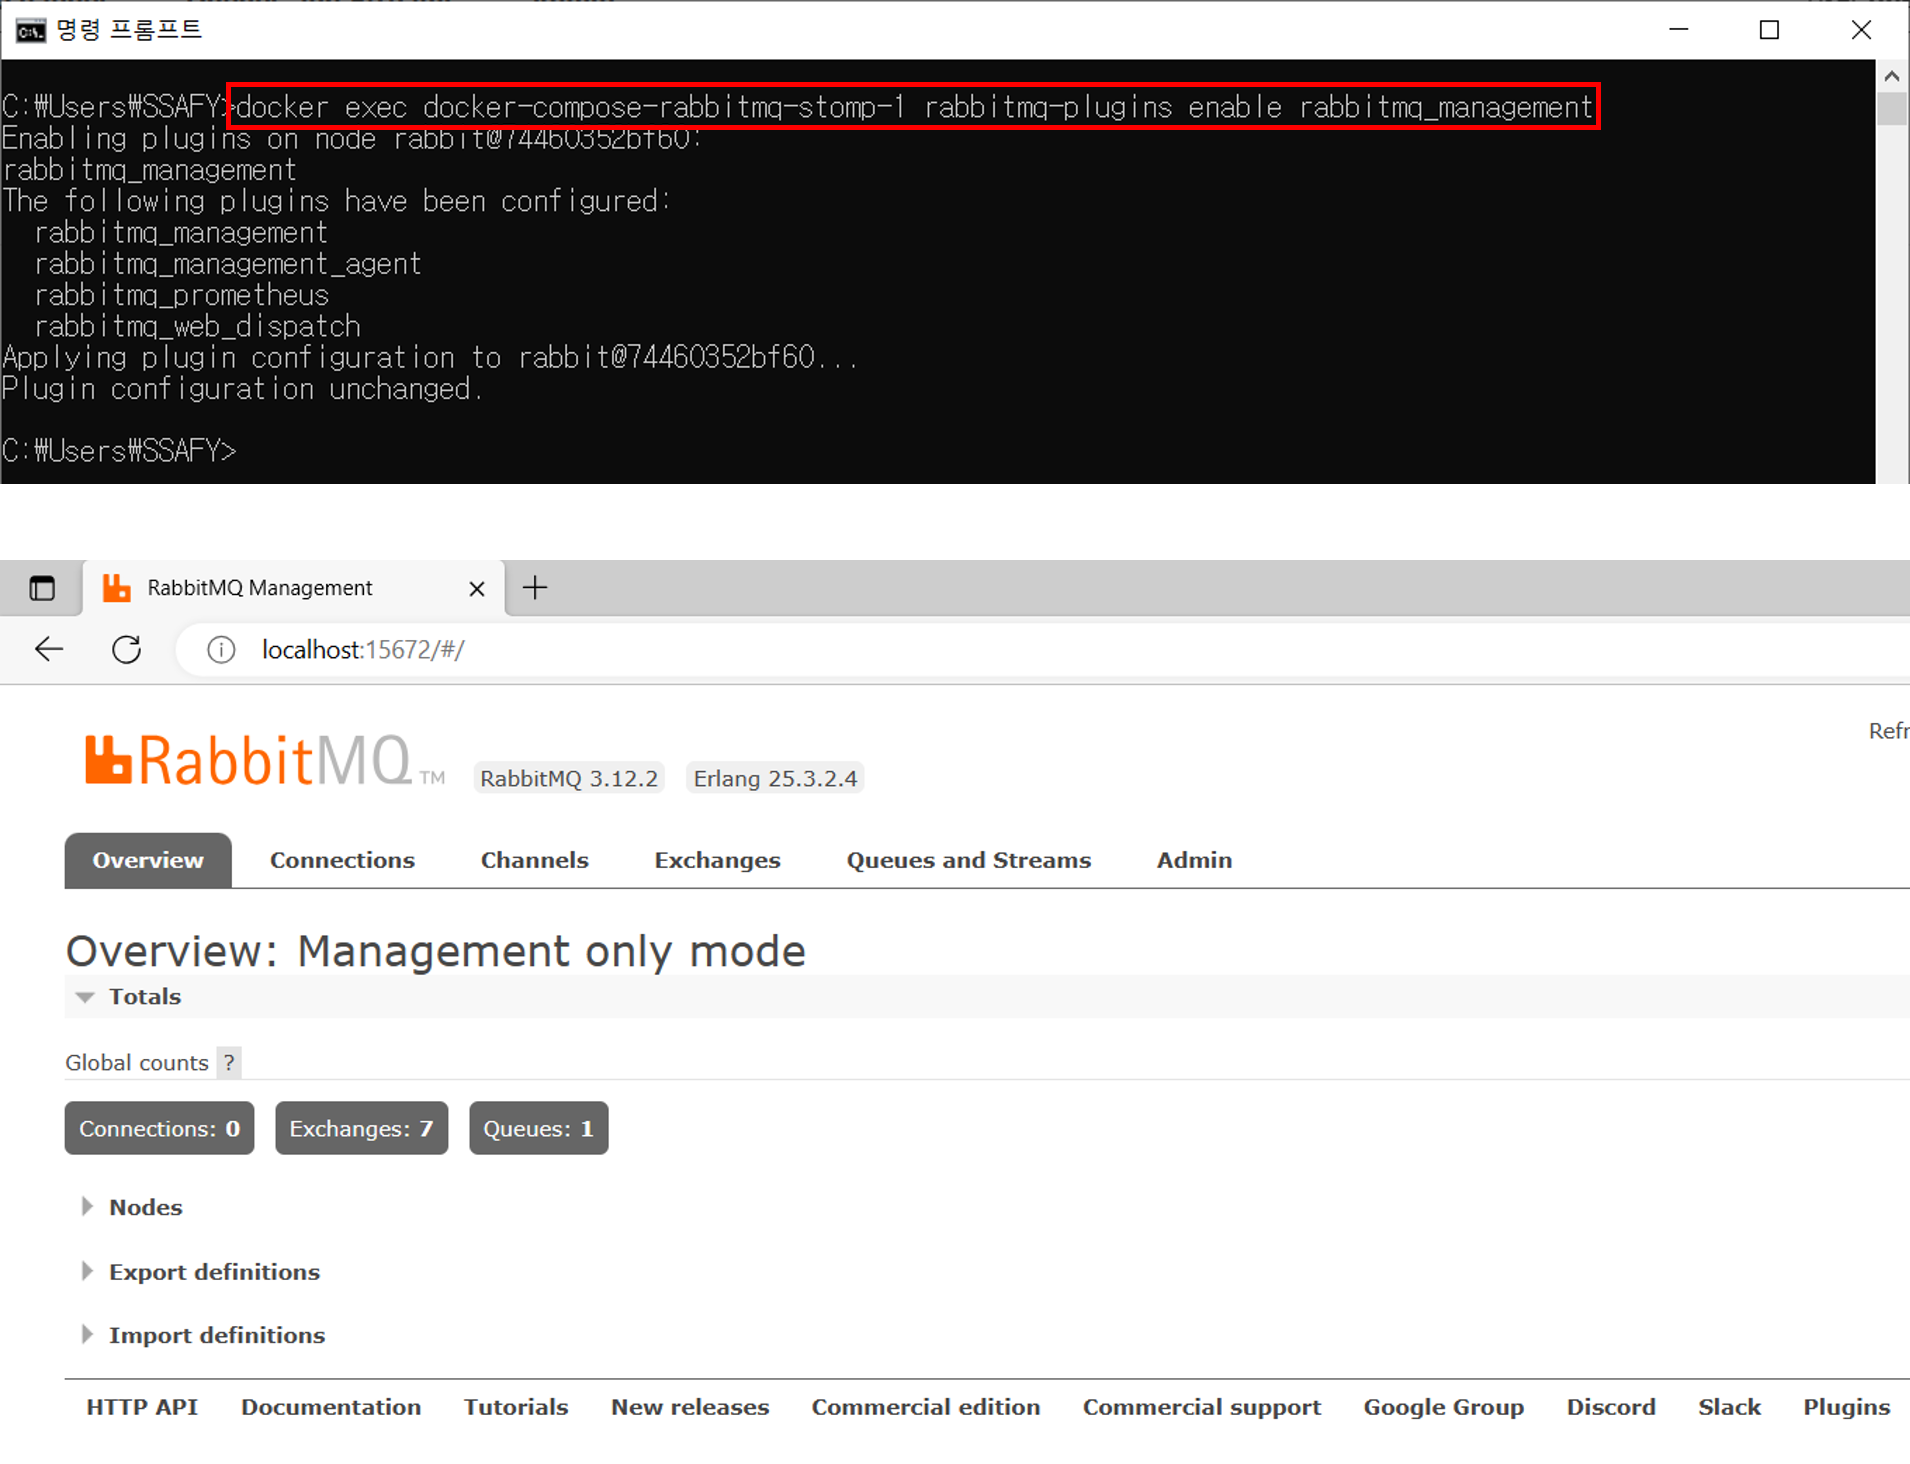 명령 프롬프트
C:₩Users₩SSAFY>docker exec docker-compose-rabbitmq-stomp-1 rabbitmq-plugins enable rabbitmq_management
Enabling plugins on node rabbit@74460352bf60:
rabbitmq_management
The following plugins have been configured:
rabbitmq_management
rabbitmq_management_agent
rabbitmq_prometheus
rabbitmq_web_dispatch
Applying plugin configuration to rabbit@74460352bf60...
Plugin configuration unchanged.
C:₩Users₩SSAFY>
RabbitMQ Management
localhost:15672/#/
Refr
RabbitMQ TM RabbitMQ 3.12.2 Erlang 25.3.2.4
Overview Connections Channels Exchanges Queues and Streams Admin
Overview: Management only mode
Totals
Global counts ?
Connections: 0 Exchanges: 7 Queues: 1
Nodes
Export definitions
Import definitions
HTTP API Documentation Tutorials New releases Commercial edition Commercial support Google Group Discord Slack Plugins